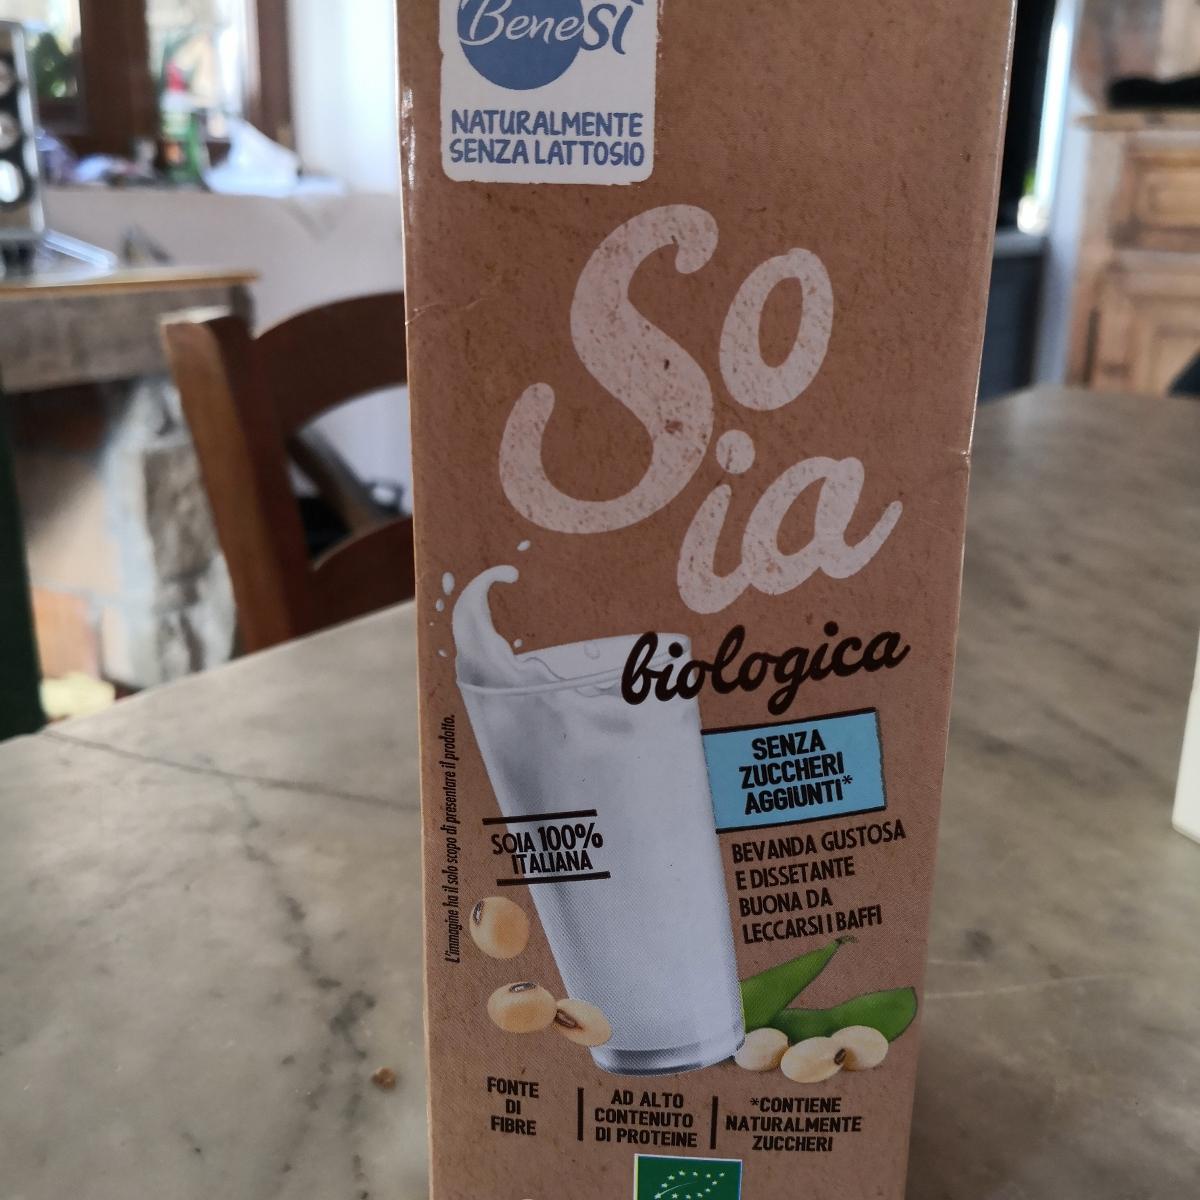 BeneSÌ
NATURALMENTE
SENZA LATTOSIO
So
ia
biologica
SENZA
ZUCCHERI
AGGIUNTI*
SOIA 100%
ITALIANA
BEVANDA GUSTOSA
E DISSETANTE
BUONA DA
LECCARSI I BAFFI
L'immagine ha il solo scopo di presentare il prodotto.
FONTE
DI
FIBRE
AD ALTO
CONTENUTO
DI PROTEINE
*CONTIENE
NATURALMENTE
ZUCCHERI